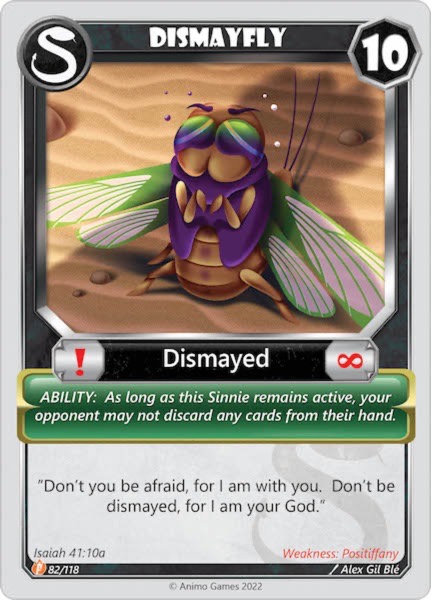 S
DISMAYFLY
10
!
Dismayed
∞
ABILITY: As long as this Sinnie remains active, your
opponent may not discard any cards from their hand.
"Don't you be afraid, for I am with you. Don't be
dismayed, for I am your God."
Isaiah 41:10a
Weakness: Positiffany
82/118
Alex Gil Blé
© Animo Games 2022